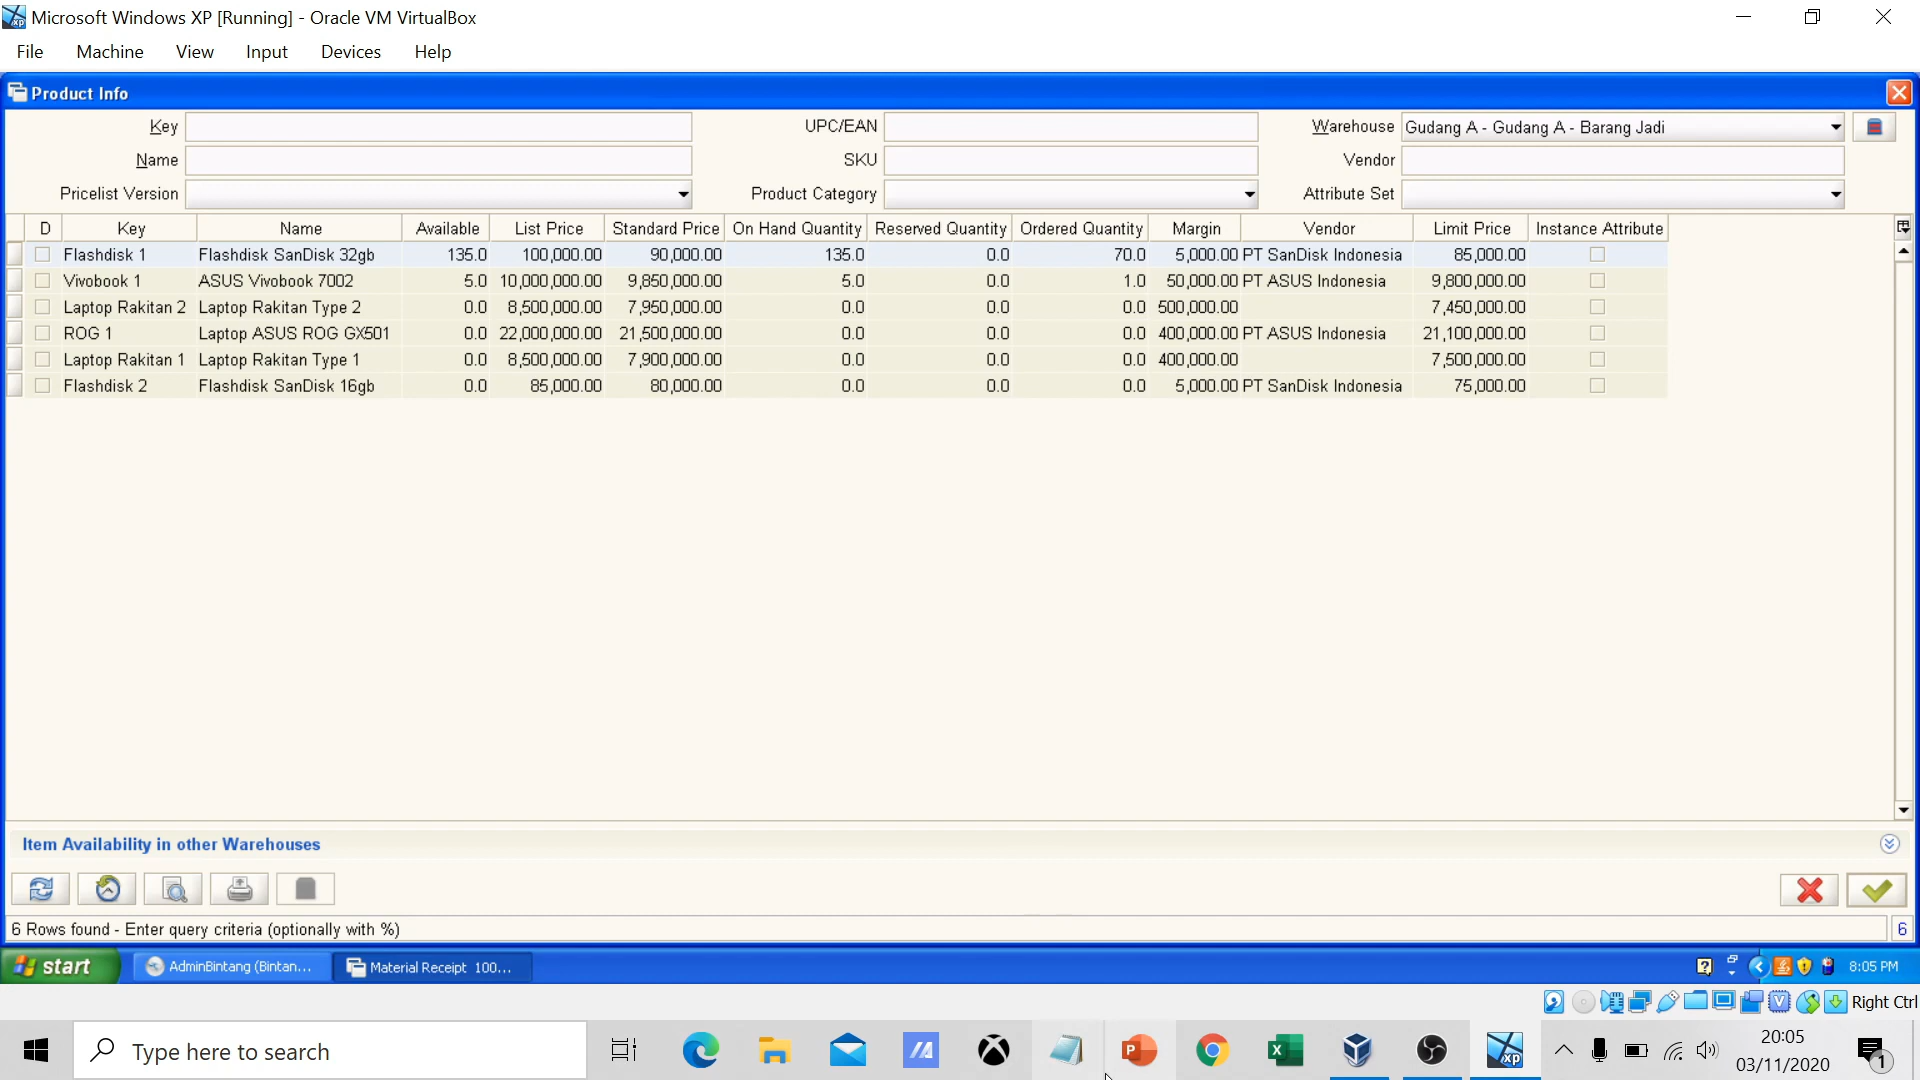 Microsoft Windows XP [Running] - Oracle VM VirtualBox
File Machine View Input Devices Help
Product Info
Key UPC/EAN Warehouse Gudang A - Gudang A - Barang Jadi
Name SKU Vendor
Pricelist Version Product Category Attribute Set
D Key Name Available List Price Standard Price On Hand Quantity Reserved Quantity Ordered Quantity Margin Vendor Limit Price Instance Attribute
Flashdisk 1 Flashdisk SanDisk 32gb 135.0 100,000.00 90,000.00 135.0 0.0 70.0 5,000.00 PT SanDisk Indonesia 85,000.00
Vivobook 1 ASUS Vivobook 7002 5.0 10,000,000.00 9,850,000.00 5.0 0.0 1.0 50,000.00 PT ASUS Indonesia 9,800,000.00
Laptop Rakitan 2 Laptop Rakitan Type 2 0.0 8,500,000.00 7,950,000.00 0.0 0.0 0.0 500,000.00 7,450,000.00
ROG 1 Laptop ASUS ROG GX501 0.0 22,000,000.00 21,500,000.00 0.0 0.0 0.0 400,000.00 PT ASUS Indonesia 21,100,000.00
Laptop Rakitan 1 Laptop Rakitan Type 1 0.0 8,500,000.00 7,900,000.00 0.0 0.0 0.0 400,000.00 7,500,000.00
Flashdisk 2 Flashdisk SanDisk 16gb 0.0 85,000.00 80,000.00 0.0 0.0 0.0 5,000.00 PT SanDisk Indonesia 75,000.00
Item Availability in other Warehouses
6 Rows found - Enter query criteria (optionally with %) 6
start AdminBintang (Bintan... Material Receipt 100... 8:05 PM
Right Ctrl
Type here to search
20:05
03/11/2020
1